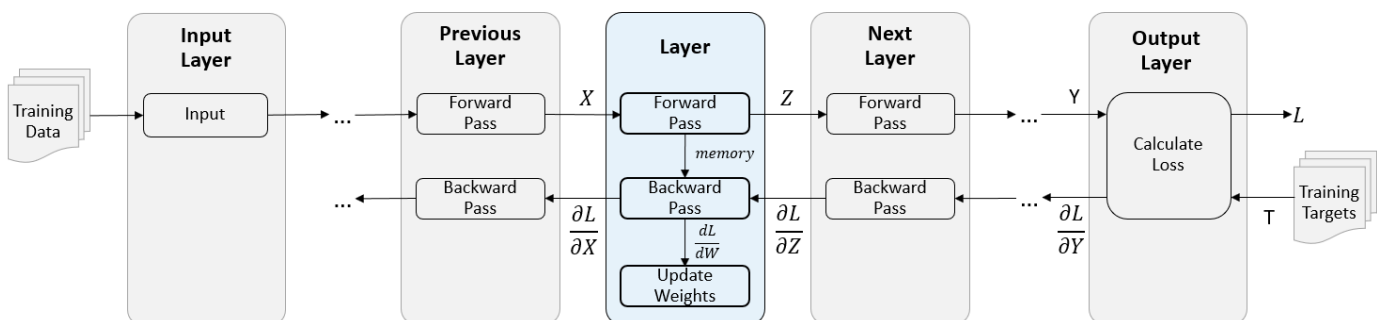 Input
Layer
Previous
Layer
Layer
Next
Layer
Output
Layer
Training
Data
Input
...
Forward
Pass
X
Forward
Pass
Z
Forward
Pass
...
Y
Calculate
Loss
L
memory
...
Backward
Pass
∂L
∂X
Backward
Pass
∂L
∂Z
Backward
Pass
...
∂L
∂Y
T
Training
Targets
dL
dW
Update
Weights